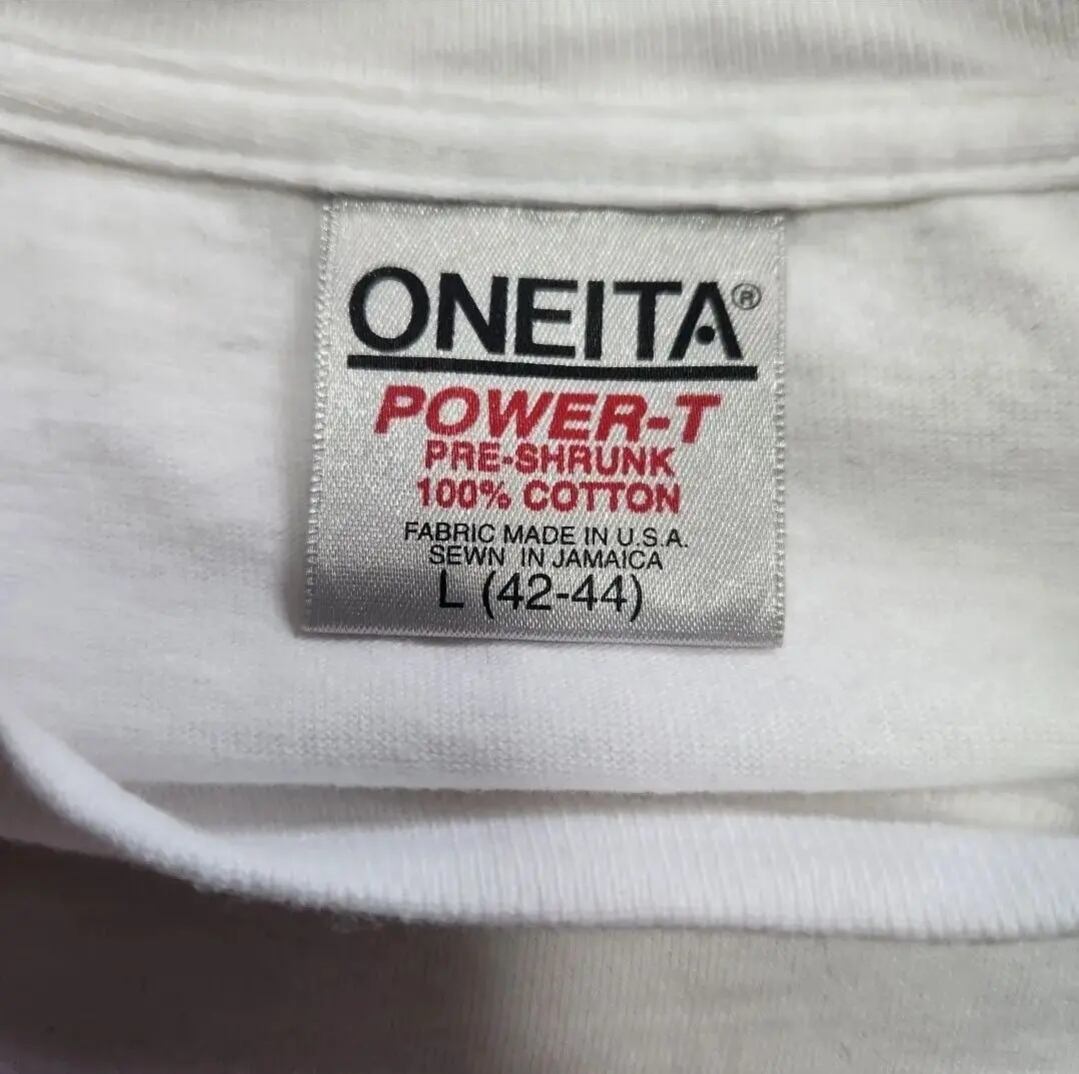 ONEITA®
POWER-T
PRE-SHRUNK
100% COTTON
FABRIC MADE IN U.S.A.
SEWN IN JAMAICA
L (42-44)